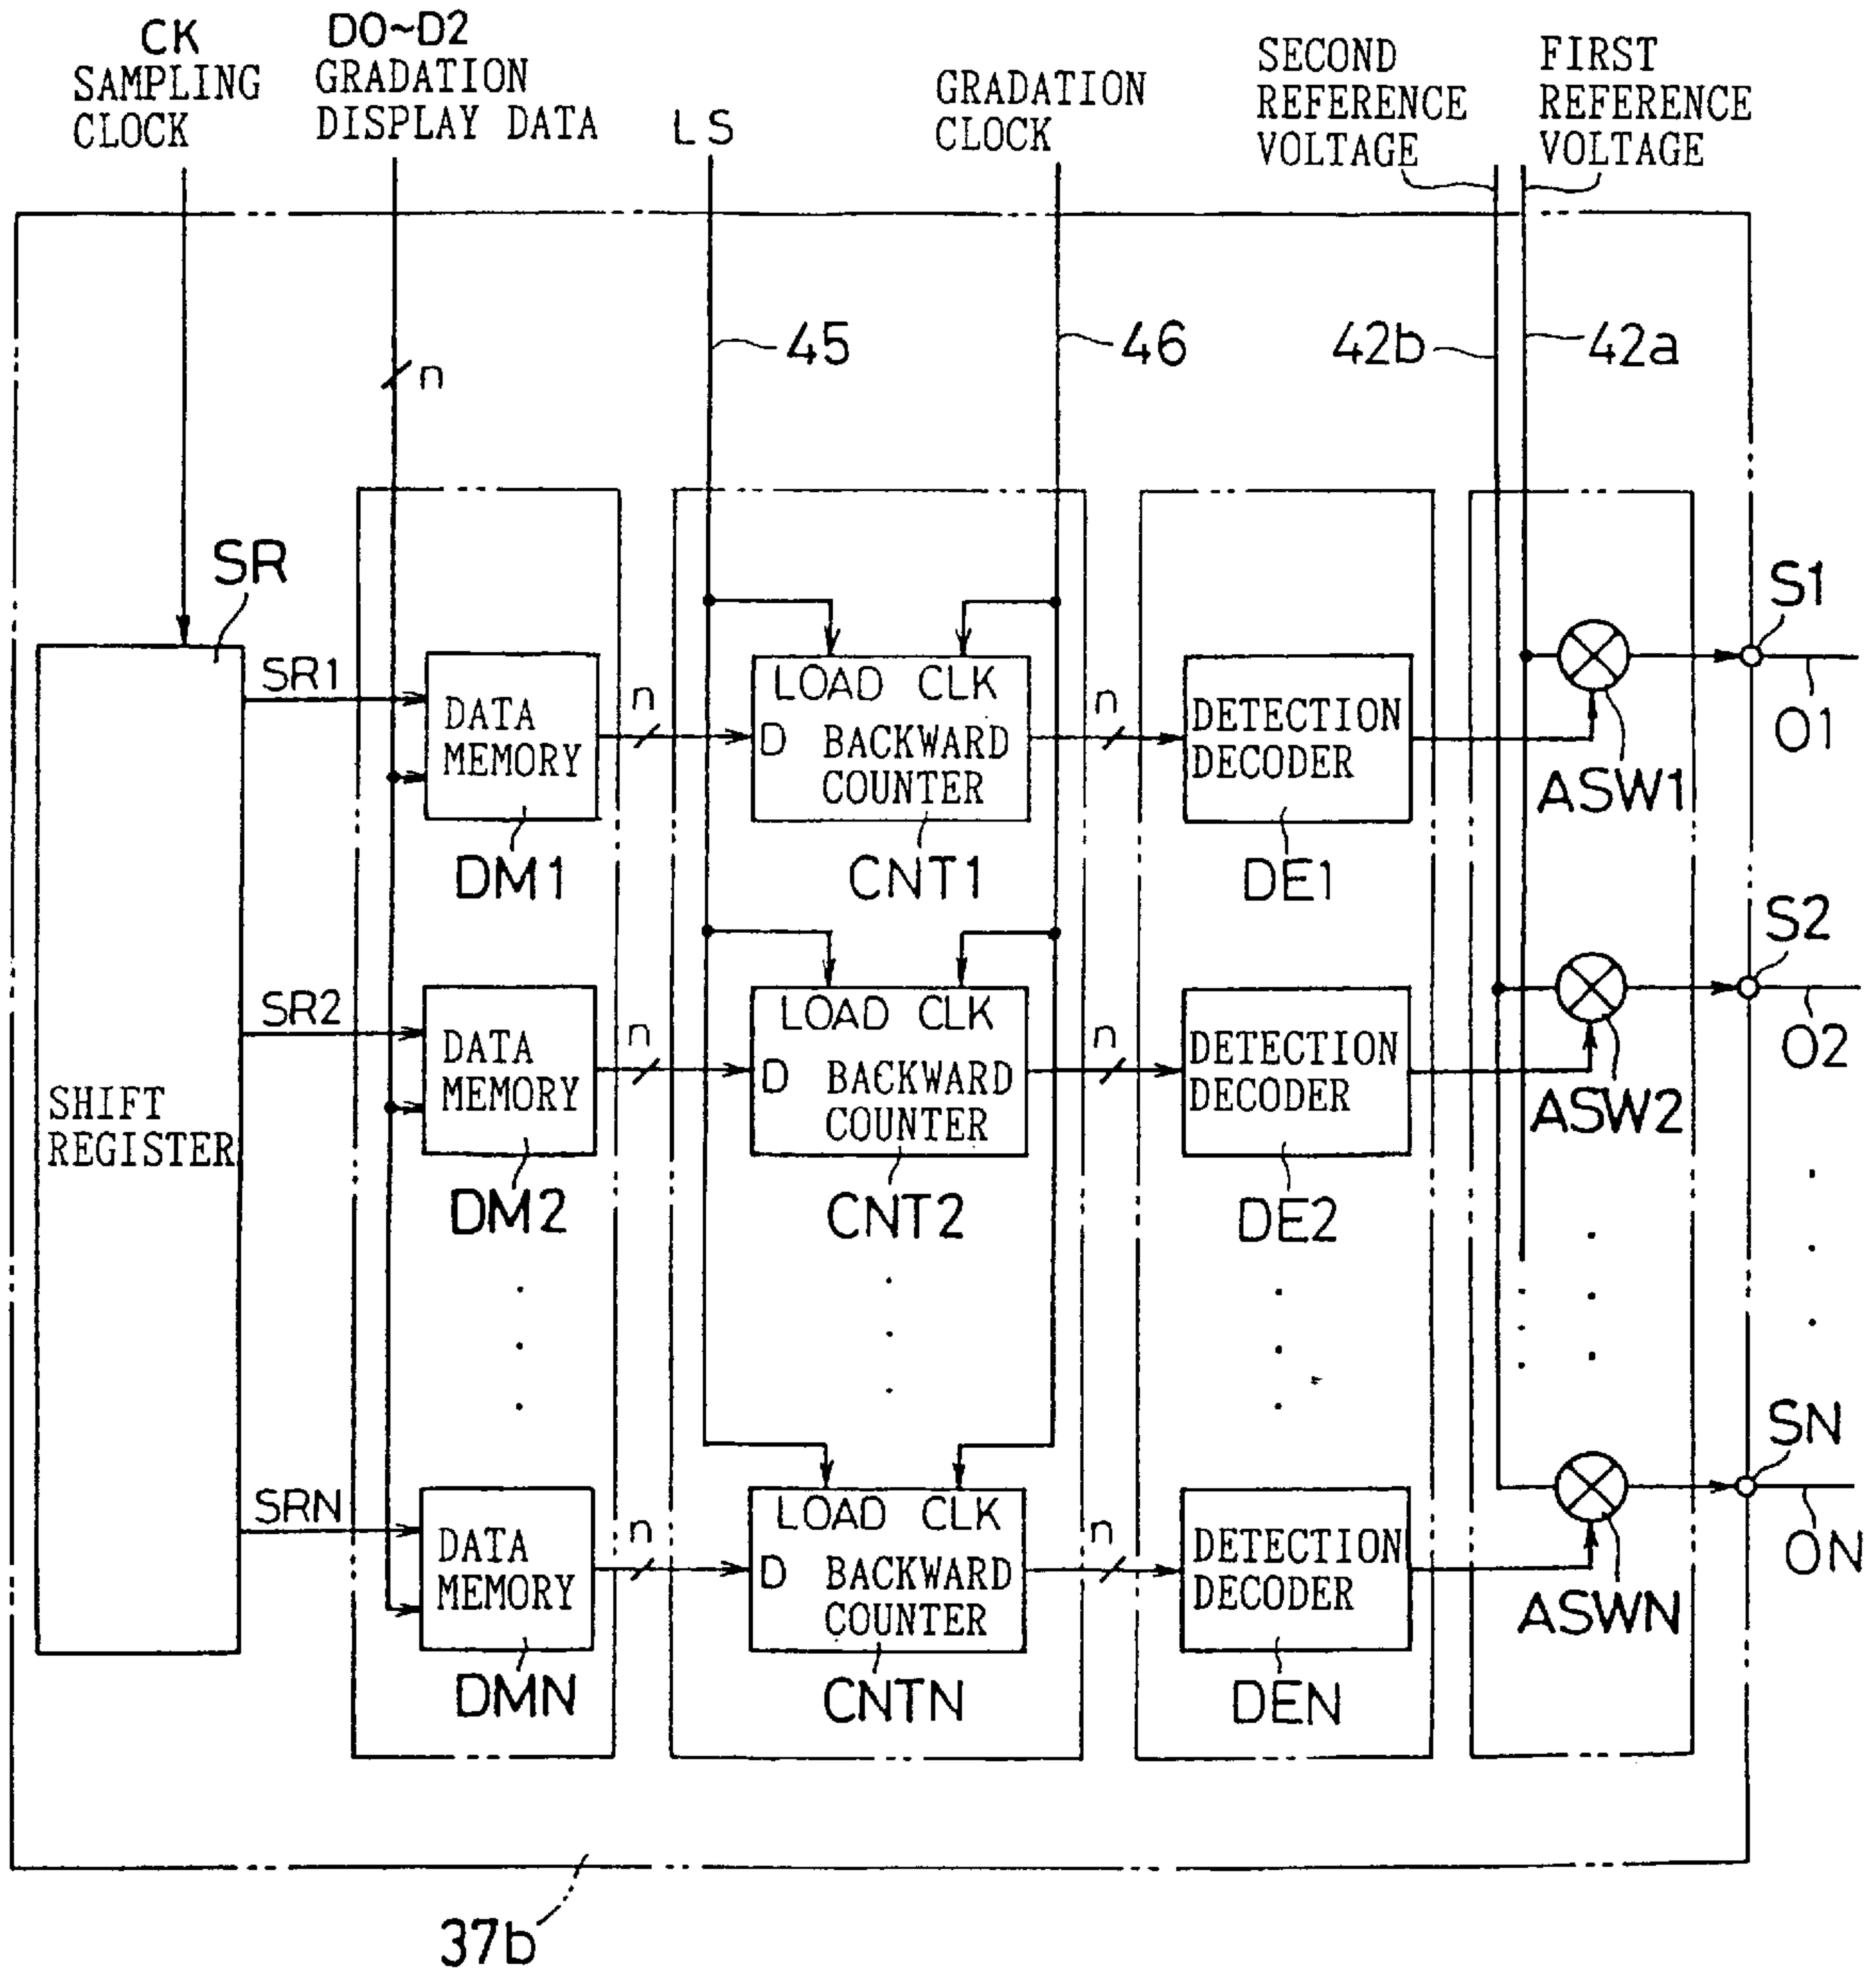 CK
SAMPLING
CLOCK
D0~D2
GRADATION
DISPLAY DATA
LS
GRADATION
CLOCK
SECOND
REFERENCE
VOLTAGE
FIRST
REFERENCE
VOLTAGE
45
46
42b
42a
n
SR
SHIFT
REGISTER
SR1
DATA
MEMORY
DM1
n
LOAD CLK
D BACKWARD
COUNTER
CNT1
n
DETECTION
DECODER
DE1
ASW1
S1
O1
SR2
DATA
MEMORY
DM2
n
LOAD CLK
D BACKWARD
COUNTER
CNT2
n
DETECTION
DECODER
DE2
ASW2
S2
O2
SRN
DATA
MEMORY
DMN
n
LOAD CLK
D BACKWARD
COUNTER
CNTN
n
DETECTION
DECODER
DEN
ASWN
SN
ON
37b